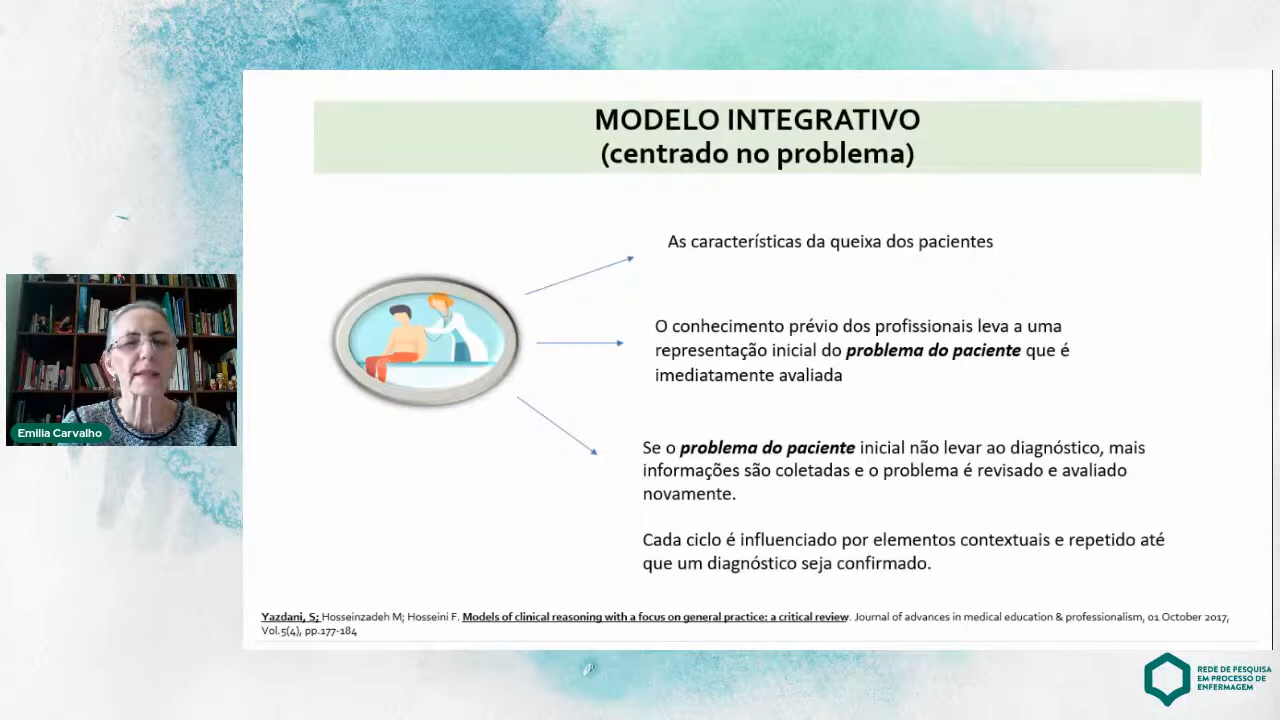 MODELO INTEGRATIVO
(centrado no problema)
As características da queixa dos pacientes
O conhecimento prévio dos profissionais leva a uma
representação inicial do problema do paciente que é
imediatamente avaliada
Se o problema do paciente inicial não levar ao diagnóstico, mais
informações são coletadas e o problema é revisado e avaliado
novamente.
Cada ciclo é influenciado por elementos contextuais e repetido até
que um diagnóstico seja confirmado.
Yazdani, S; Hosseinzadeh M; Hosseini F. Models of clinical reasoning with a focus on general practice: a critical review. Journal of advances in medical education & professionalism, 01 October 2017,
Vol.5(4), pp.177-184
Emilia Carvalho
REDE DE PESQUISA
EM PROCESSO DE
ENFERMAGEM